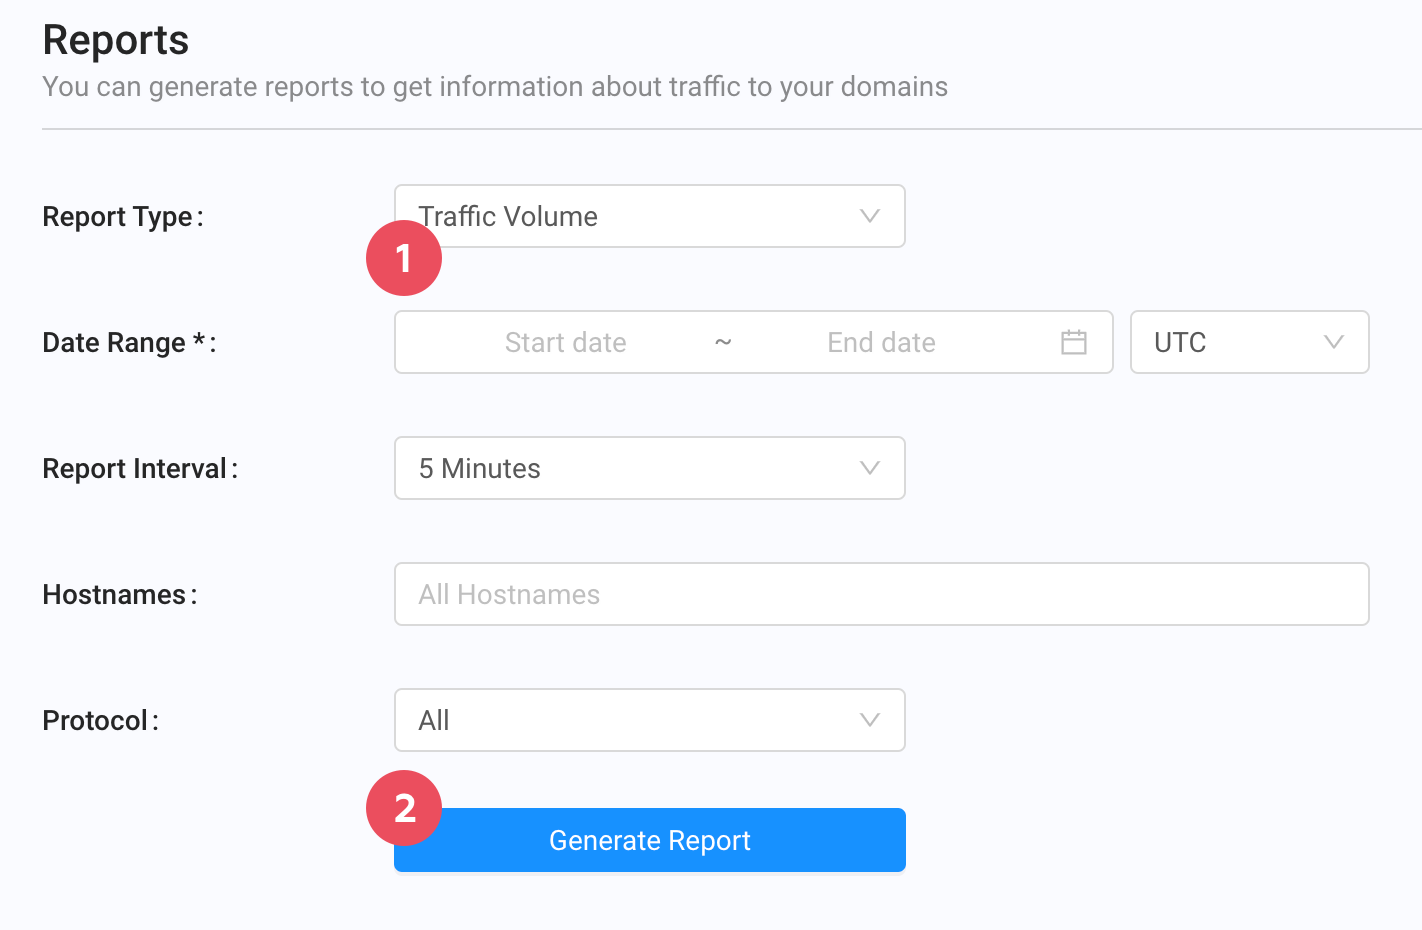 Reports
You can generate reports to get information about traffic to your domains
Report Type: Traffic Volume
1
Date Range *: Start date ~ End date UTC
Report Interval: 5 Minutes
Hostnames: All Hostnames
Protocol: All
2
Generate Report